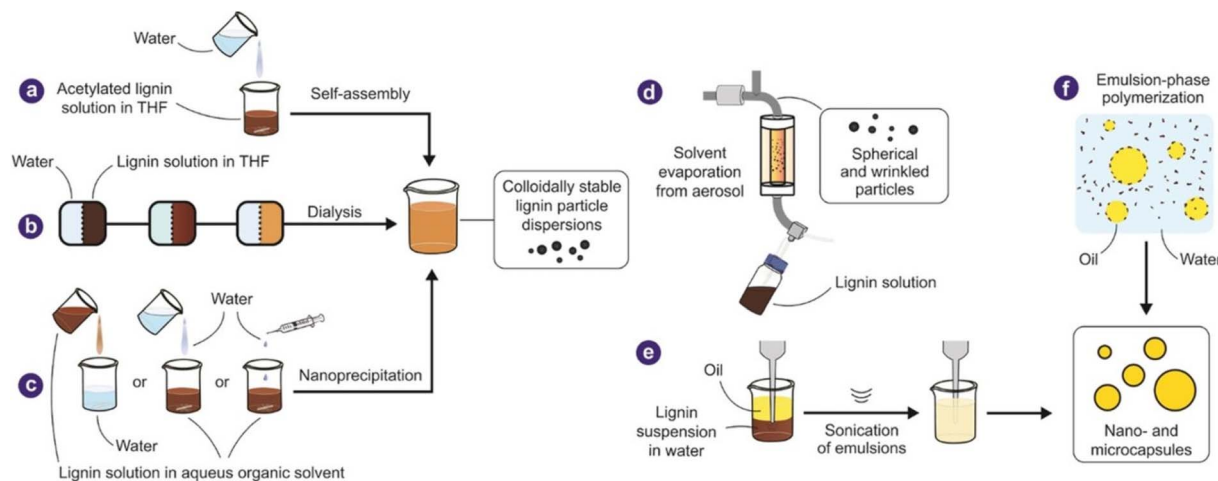 Water
a
Acetylated lignin
solution in THF
Self-assembly
Water
Lignin solution in THF
b
Dialysis
Colloidally stable
lignin particle
dispersions
Water
c
or
or
Nanoprecipitation
Water
Lignin solution in aqueus organic solvent
d
Solvent
evaporation
from aerosol
Spherical
and wrinkled
particles
Lignin solution
e
Oil
Lignin
suspension
in water
Sonication
of emulsions
f
Emulsion-phase
polymerization
Oil
Water
Nano- and
microcapsules